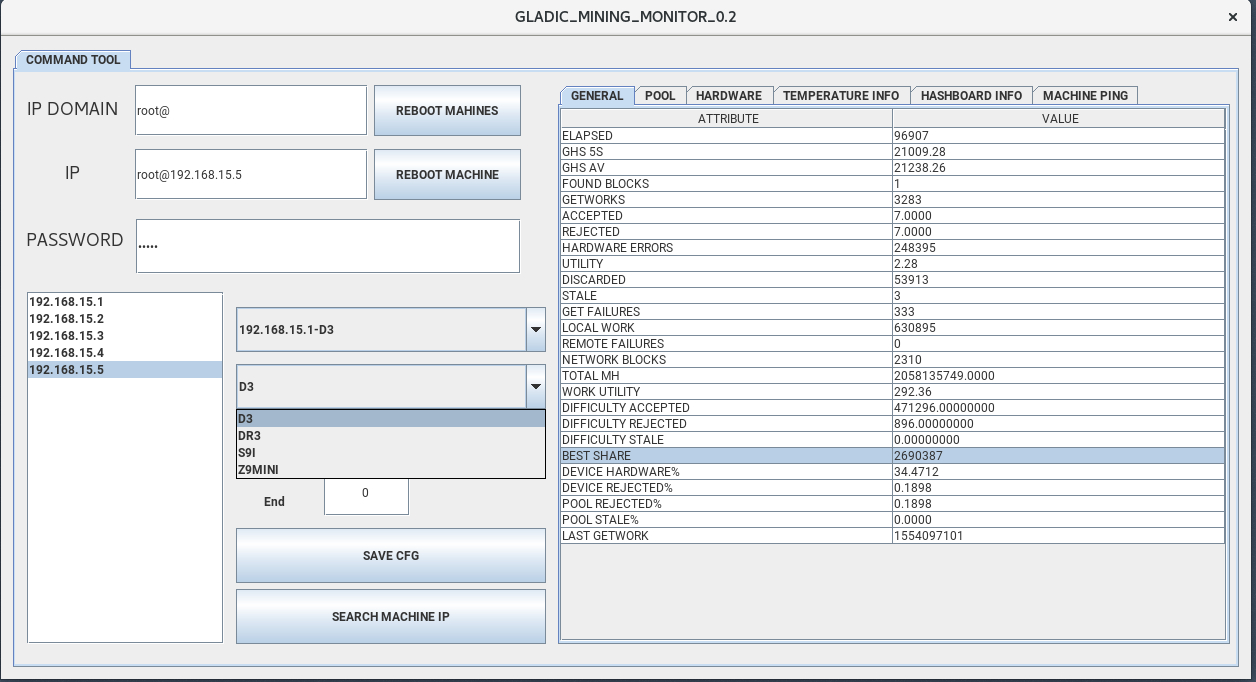 GLADIC_MINING_MONITOR_0.2
COMMAND TOOL
IP DOMAIN
root@
REBOOT MAHINES
IP
root@192.168.15.5
REBOOT MACHINE
PASSWORD
•••••
192.168.15.1
192.168.15.2
192.168.15.3
192.168.15.4
192.168.15.5
192.168.15.1-D3
D3
D3
DR3
S9I
Z9MINI
End
0
SAVE CFG
SEARCH MACHINE IP
GENERAL POOL HARDWARE TEMPERATURE INFO HASHBOARD INFO MACHINE PING
ATTRIBUTE VALUE
ELAPSED 96907
GHS 5S 21009.28
GHS AV 21238.26
FOUND BLOCKS 1
GETWORKS 3283
ACCEPTED 7.0000
REJECTED 7.0000
HARDWARE ERRORS 248395
UTILITY 2.28
DISCARDED 53913
STALE 3
GET FAILURES 333
LOCAL WORK 630895
REMOTE FAILURES 0
NETWORK BLOCKS 2310
TOTAL MH 2058135749.0000
WORK UTILITY 292.36
DIFFICULTY ACCEPTED 471296.00000000
DIFFICULTY REJECTED 896.00000000
DIFFICULTY STALE 0.00000000
BEST SHARE 2690387
DEVICE HARDWARE% 34.4712
DEVICE REJECTED% 0.1898
POOL REJECTED% 0.1898
POOL STALE% 0.0000
LAST GETWORK 1554097101